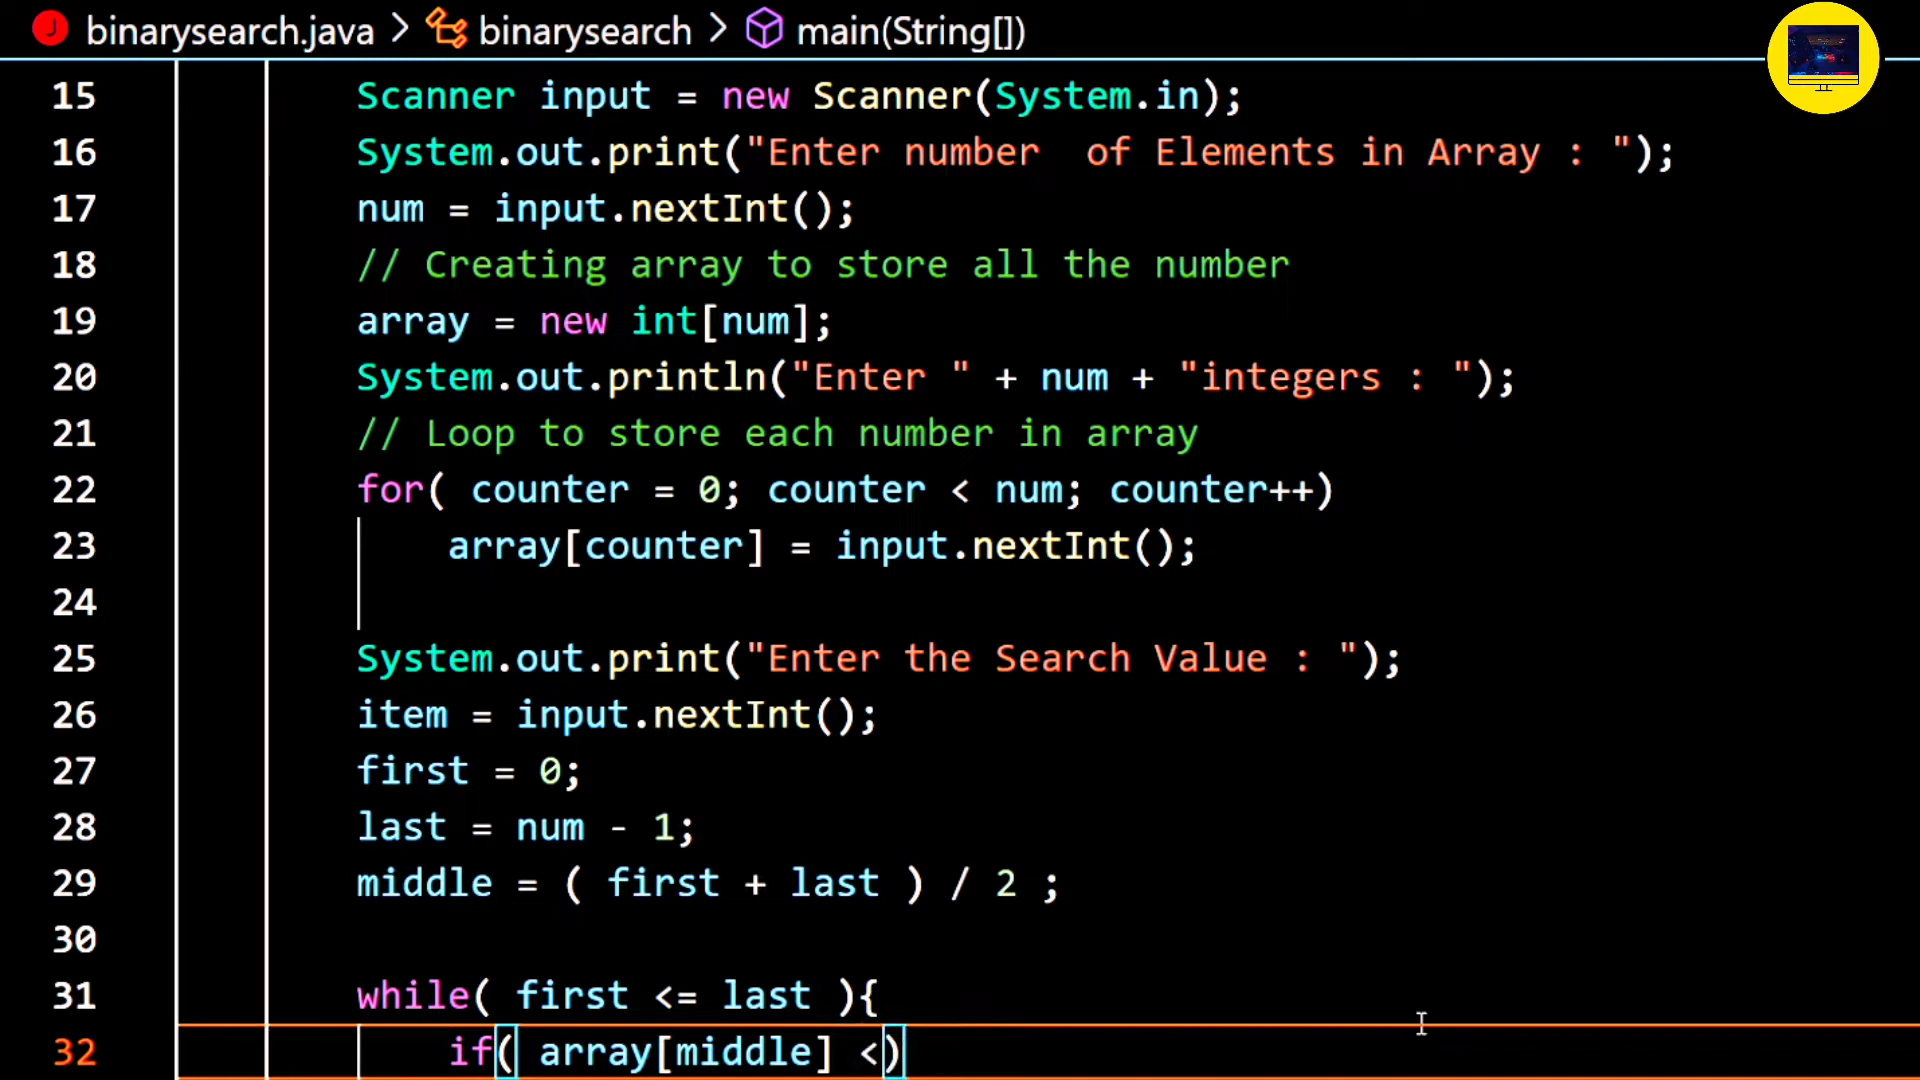 J binarysearch.java > binarysearch > main(String[])
15 Scanner input = new Scanner(System.in);
16 System.out.print("Enter number  of Elements in Array : ");
17 num = input.nextInt();
18 // Creating array to store all the number
19 array = new int[num];
20 System.out.println("Enter " + num + "integers : ");
21 // Loop to store each number in array
22 for( counter = 0; counter < num; counter++)
23 array[counter] = input.nextInt();
24
25 System.out.print("Enter the Search Value : ");
26 item = input.nextInt();
27 first = 0;
28 last = num - 1;
29 middle = ( first + last ) / 2 ;
30
31 while( first <= last ){
32 if( array[middle] <)